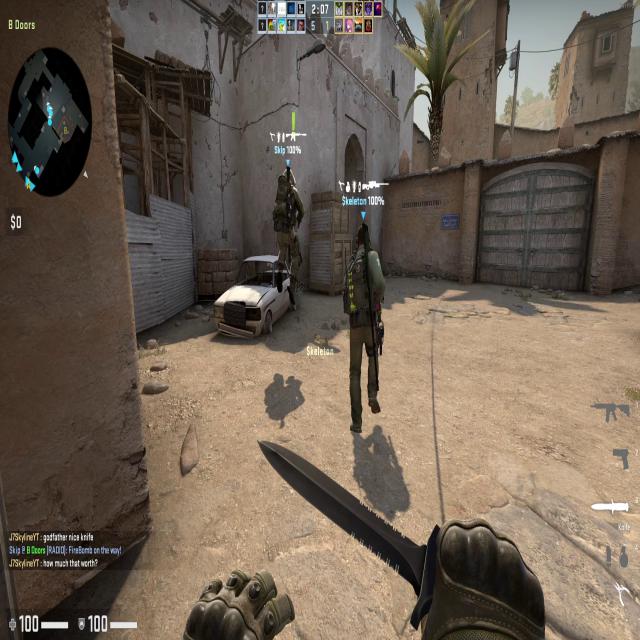 B Doors
2:07
5
Skip 100%
Skeleton 100%
$0
Skeleton
J7SkylineYT : godfather nice knife
Skip @ B Doors [RADIO]: FireBomb on the way!
J7SkylineYT : how much that worth?
Knife
100 100